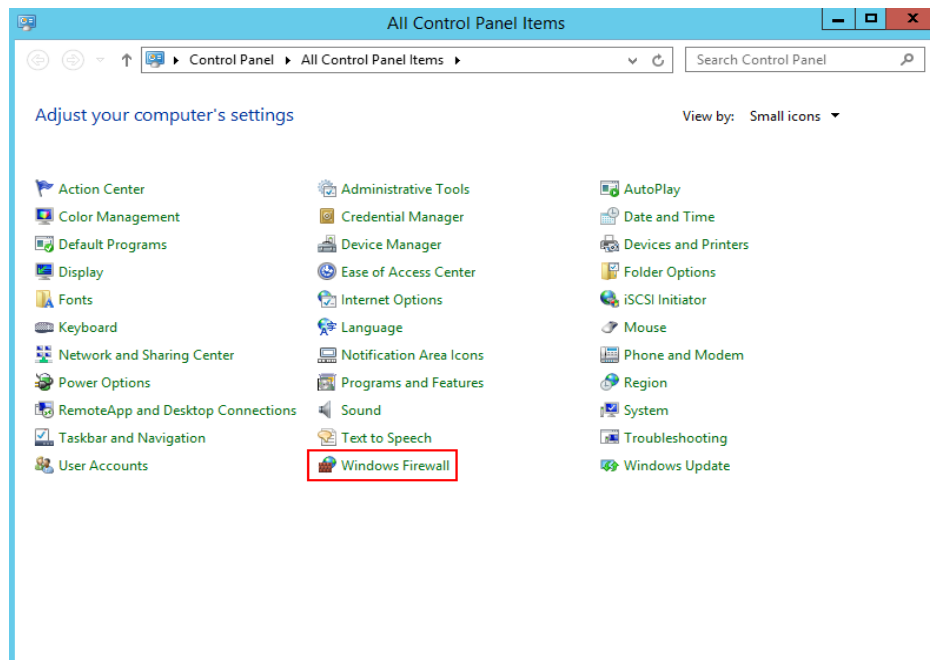 All Control Panel Items
Control Panel All Control Panel Items
Search Control Panel
Adjust your computer's settings
View by: Small icons
Action Center Administrative Tools AutoPlay
Color Management Credential Manager Date and Time
Default Programs Device Manager Devices and Printers
Display Ease of Access Center Folder Options
Fonts Internet Options iSCSI Initiator
Keyboard Language Mouse
Network and Sharing Center Notification Area Icons Phone and Modem
Power Options Programs and Features Region
RemoteApp and Desktop Connections Sound System
Taskbar and Navigation Text to Speech Troubleshooting
User Accounts Windows Firewall Windows Update